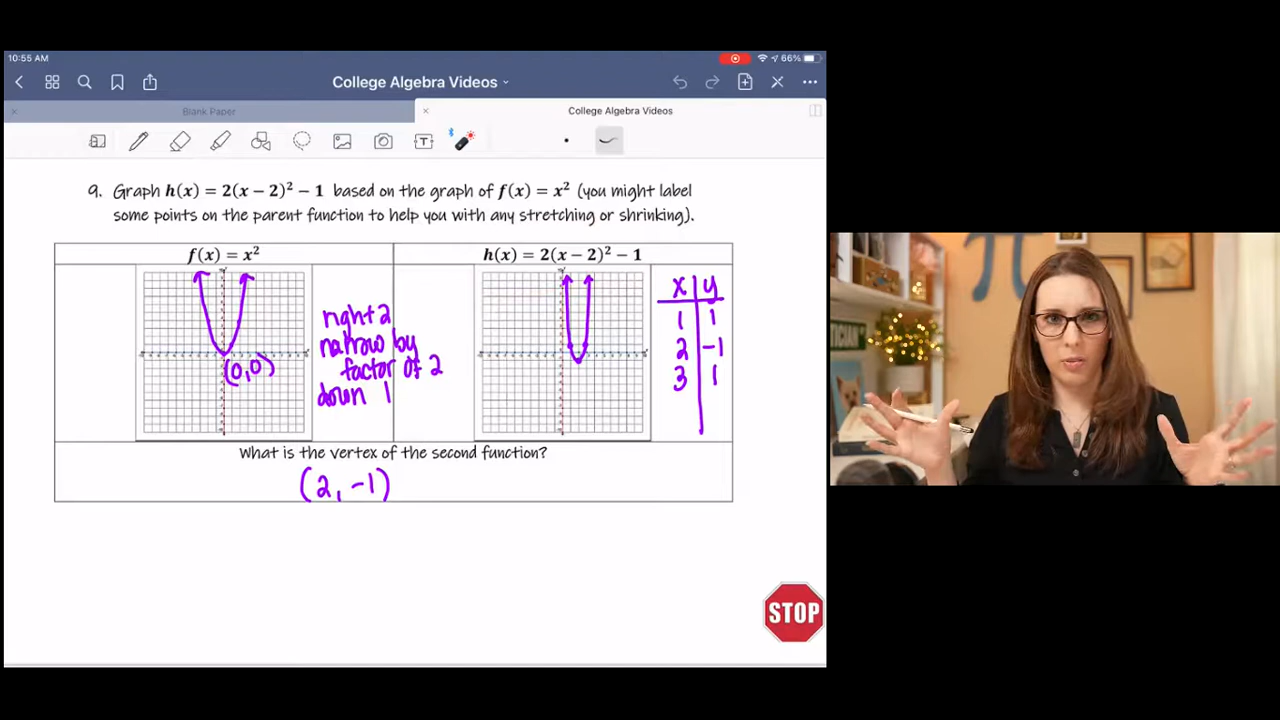 10:55 AM
66%
College Algebra Videos
Blank Paper
College Algebra Videos
9. Graph h(x) = 2(x − 2)² − 1 based on the graph of f(x) = x² (you might label
some points on the parent function to help you with any stretching or shrinking).
f(x) = x²
h(x) = 2(x − 2)² − 1
(0,0)
right 2
narrow by
factor of 2
down 1
x y
1 1
2 -1
3 1
What is the vertex of the second function?
(2, -1)
STOP